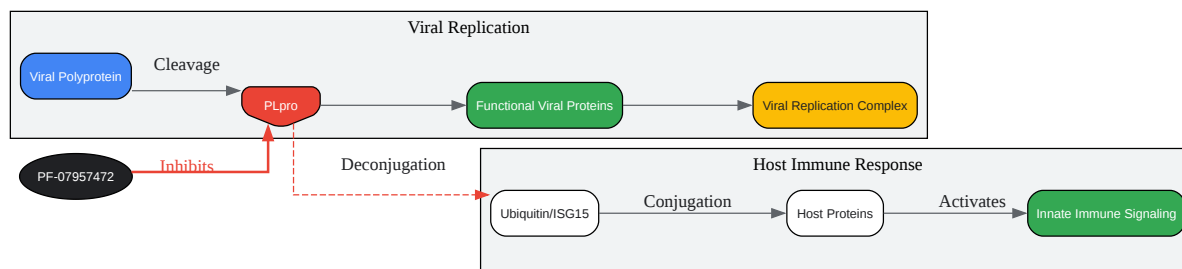 Viral Replication
Viral Polyprotein
Cleavage
PLpro
Functional Viral Proteins
Viral Replication Complex
PF-07957472
Inhibits
Deconjugation
Host Immune Response
Ubiquitin/ISG15
Conjugation
Host Proteins
Activates
Innate Immune Signaling